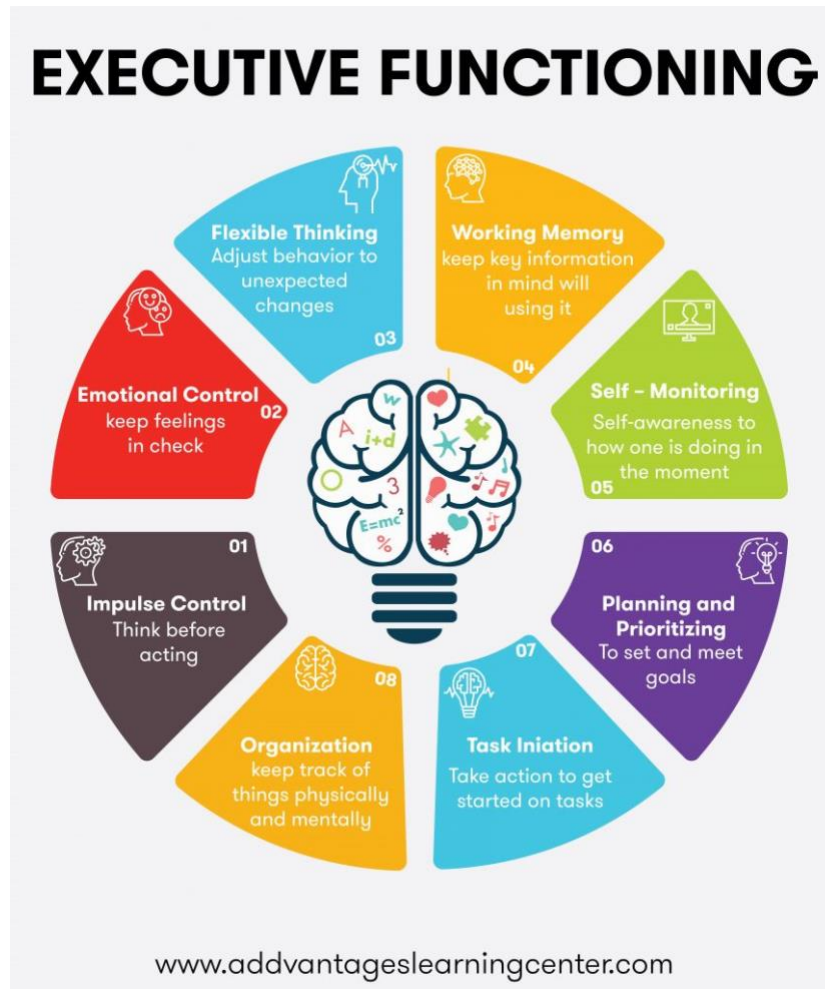 EXECUTIVE FUNCTIONING
Flexible Thinking
Adjust behavior to
unexpected
changes
03
Working Memory
keep key information
in mind will
using it
04
Emotional Control
keep feelings
in check
02
Self - Monitoring
Self-awareness to
how one is doing in
the moment
05
W
A
i+d
3
E=mc²
%
01
Impulse Control
Think before
acting
06
Planning and
Prioritizing
To set and meet
goals
08
Organization
keep track of
things physically
and mentally
07
Task Iniation
Take action to get
started on tasks
www.addvantageslearningcenter.com